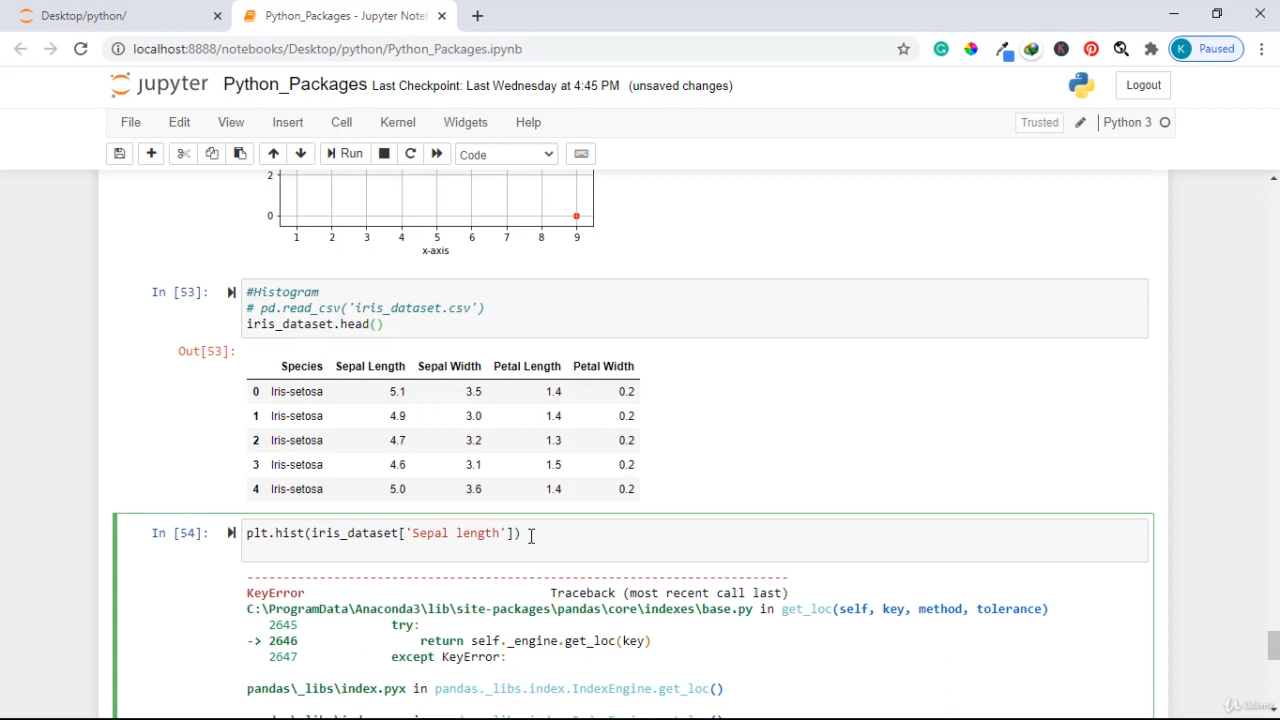 Desktop/python/
Python_Packages - Jupyter Note
localhost:8888/notebooks/Desktop/python/Python_Packages.ipynb
K Paused
jupyter Python_Packages Last Checkpoint: Last Wednesday at 4:45 PM (unsaved changes)
Logout
File Edit View Insert Cell Kernel Widgets Help
Trusted Python 3
Run Code
2
0
1 2 3 4 5 6 7 8 9
x-axis
In [53]: #Histogram
# pd.read_csv('iris_dataset.csv')
iris_dataset.head()
Out[53]:
Species Sepal Length Sepal Width Petal Length Petal Width
0 Iris-setosa 5.1 3.5 1.4 0.2
1 Iris-setosa 4.9 3.0 1.4 0.2
2 Iris-setosa 4.7 3.2 1.3 0.2
3 Iris-setosa 4.6 3.1 1.5 0.2
4 Iris-setosa 5.0 3.6 1.4 0.2
In [54]: plt.hist(iris_dataset['Sepal length'])
---------------------------------------------------------------------------
KeyError Traceback (most recent call last)
C:\ProgramData\Anaconda3\lib\site-packages\pandas\core\indexes\base.py in get_loc(self, key, method, tolerance)
2645 try:
-> 2646 return self._engine.get_loc(key)
2647 except KeyError:
pandas\_libs\index.pyx in pandas._libs.index.IndexEngine.get_loc()